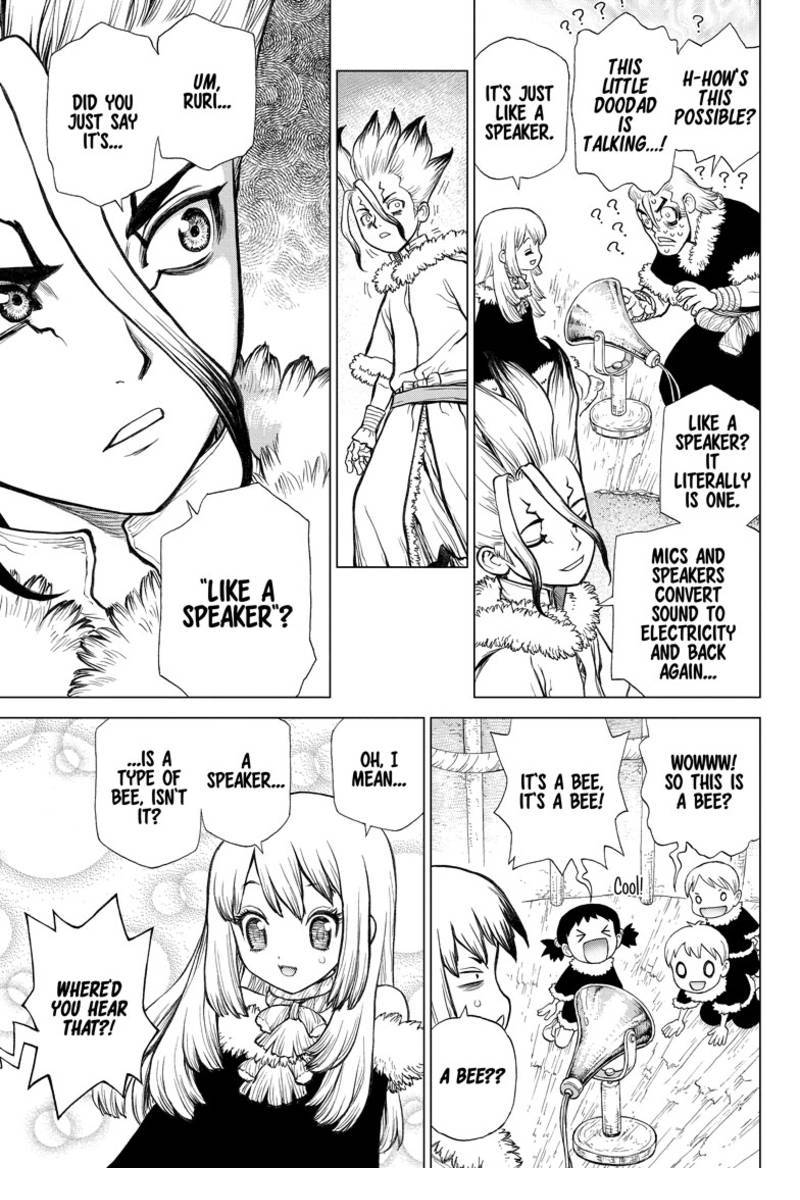 H-HOW'S
THIS
POSSIBLE?
THIS
LITTLE
DOODAD
IS
TALKING...!
IT'S JUST
LIKE A
SPEAKER.
? ? ? ?
? ? ? ?
? ? ?
LIKE A
SPEAKER?
IT
LITERALLY
IS ONE.
MICS AND
SPEAKERS
CONVERT
SOUND TO
ELECTRICITY
AND BACK
AGAIN...
UM,
RURI...
DID YOU
JUST SAY
IT'S...
"LIKE A
SPEAKER"?
WOWWW!
SO THIS IS
A BEE?
IT'S A BEE,
IT'S A BEE!
Cool!
A BEE??
OH, I
MEAN...
A
SPEAKER...
...IS A
TYPE OF
BEE, ISN'T
IT?
WHERE'D
YOU HEAR
THAT?!